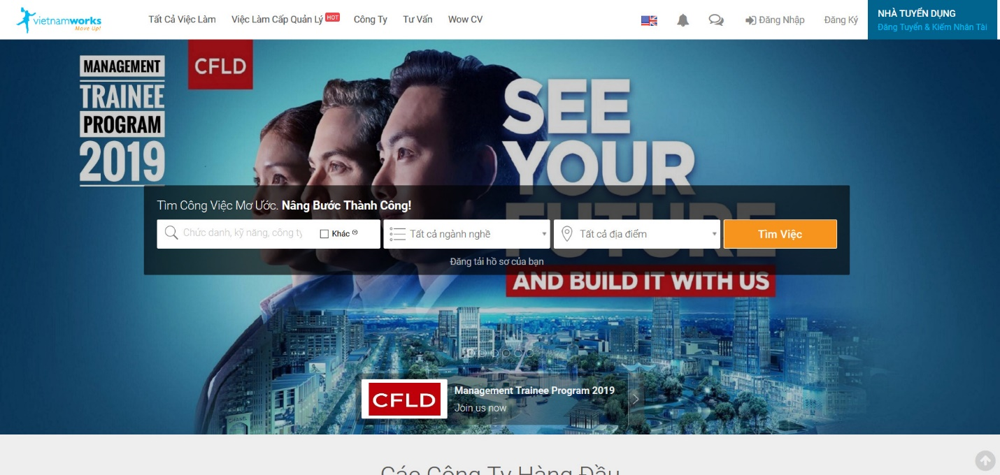 vietnamworks
Move Up!
Tất Cả Việc Làm
Việc Làm Cấp Quản Lý HOT
Công Ty
Tư Vấn
Wow CV
Đăng Nhập
Đăng Ký
NHÀ TUYỂN DỤNG
Đăng Tuyển & Kiếm Nhân Tài
MANAGEMENT
TRAINEE
PROGRAM
2019
CFLD
SEE
YOUR
FUTURE
AND BUILD IT WITH US
Tìm Công Việc Mơ Ước. Nâng Bước Thành Công!
Chức danh, kỹ năng, công ty
Khác
Tất cả ngành nghề
Tất cả địa điểm
Tìm Việc
Đăng tải hồ sơ của bạn
CHANEL
CFLD
Management Trainee Program 2019
Join us now
Các Công Ty Hàng Đầu